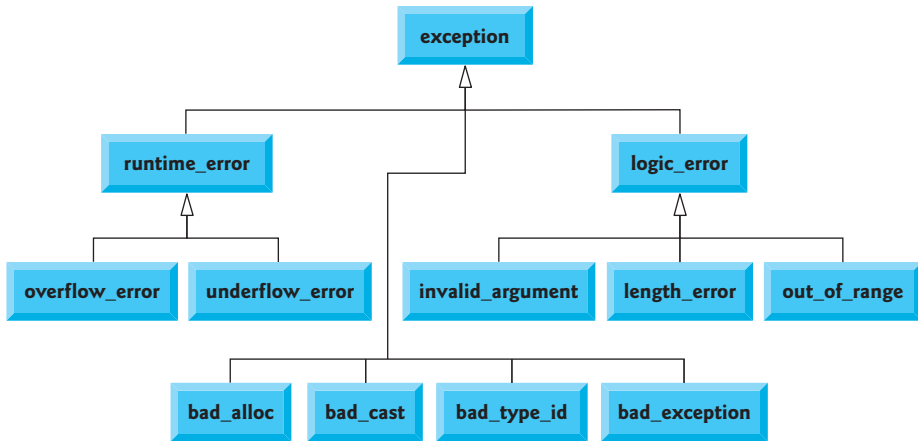 exception
runtime_error
logic_error
overflow_error
underflow_error
invalid_argument
length_error
out_of_range
bad_alloc
bad_cast
bad_type_id
bad_exception